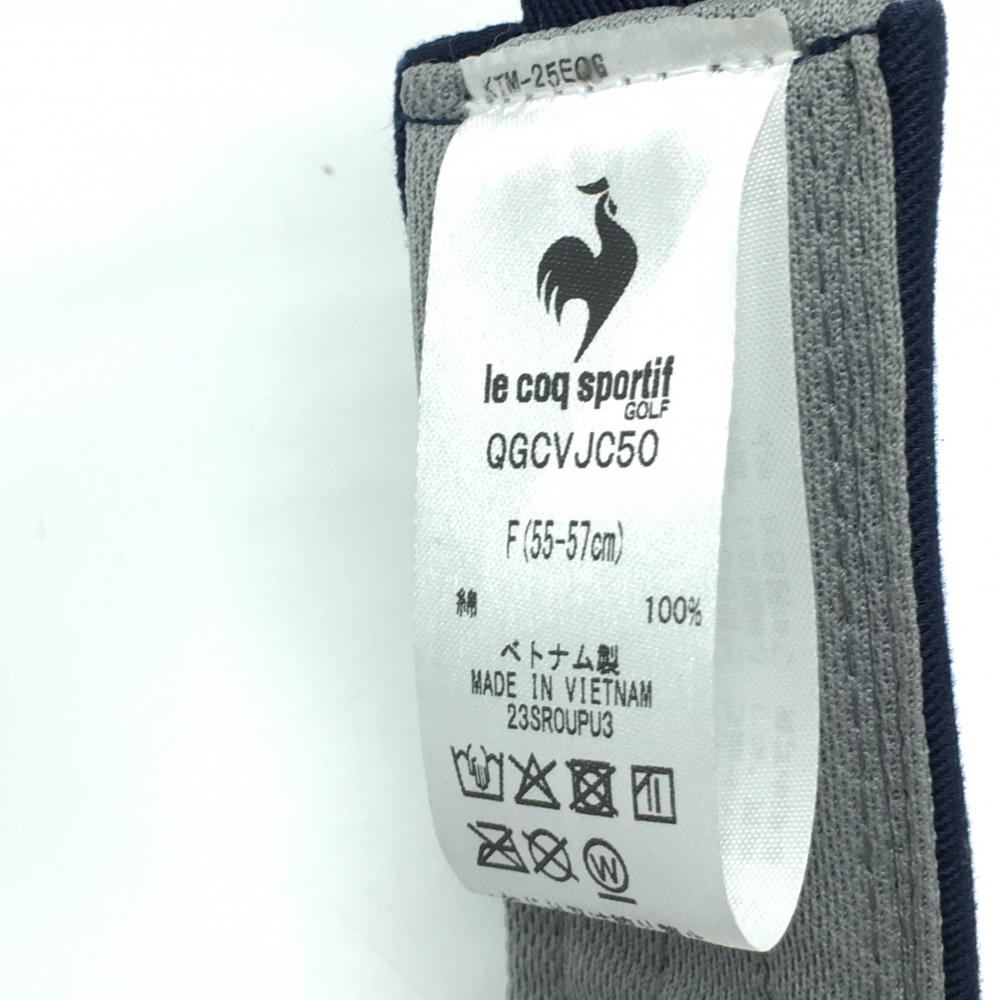 KTM-25EQG
le coq sportif
GOLF
QGCVJC50
F(55-57cm)
綿 100%
ベトナム製
MADE IN VIETNAM
23SROUPU3
W